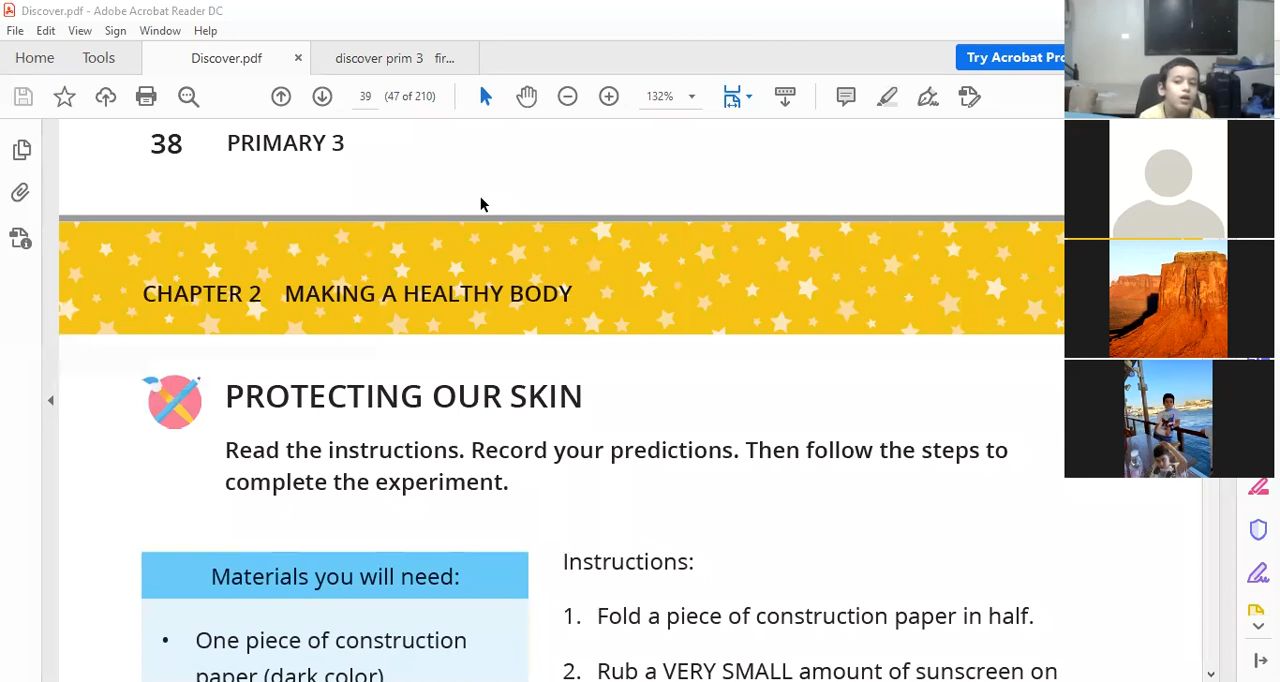 Discover.pdf - Adobe Acrobat Reader DC
File Edit View Sign Window Help
Home Tools Discover.pdf × discover prim 3 fir... Try Acrobat Pro
39 (47 of 210) 132%
38 PRIMARY 3
CHAPTER 2 MAKING A HEALTHY BODY
PROTECTING OUR SKIN
Read the instructions. Record your predictions. Then follow the steps to
complete the experiment.
Materials you will need:
• One piece of construction
paper (dark color)
Instructions:
1. Fold a piece of construction paper in half.
2. Rub a VERY SMALL amount of sunscreen on